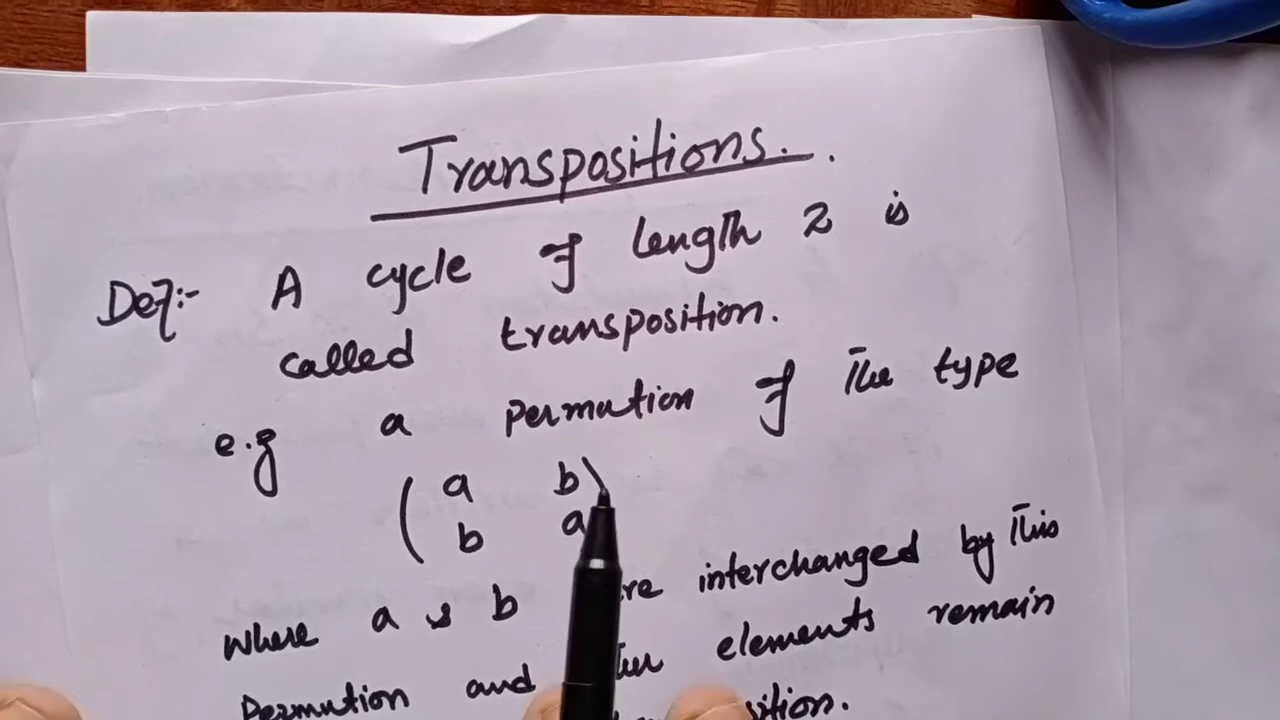 Transpositions..
Def:- A cycle of length 2 is
called transposition.
e.g a permution of the type
( a b )
b a
where a & b interchanged by this
Permution and elements remain